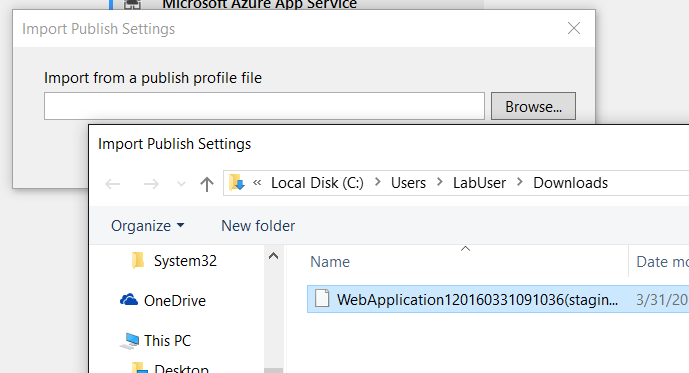 Microsoft Azure App Service
Import Publish Settings
Import from a publish profile file
Browse...
Import Publish Settings
« Local Disk (C:) > Users > LabUser > Downloads
Organize New folder
System32
OneDrive
This PC
Desktop
Name Date mo
WebApplication120160331091036(stagin... 3/31/20